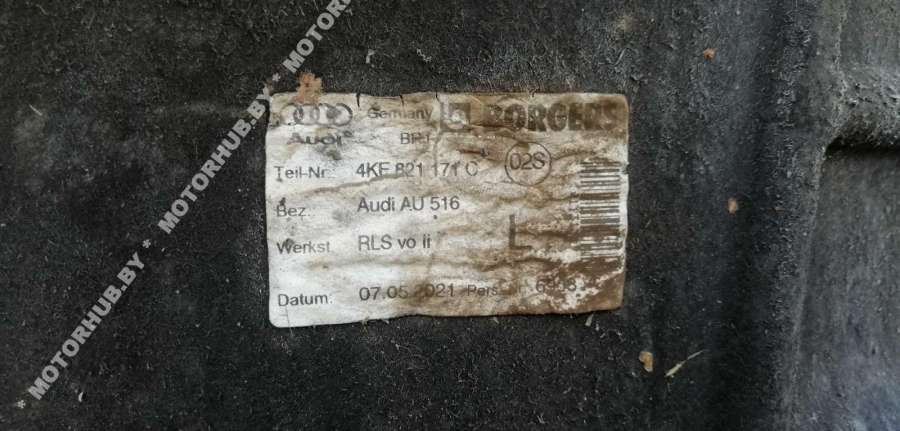 MOTORHUB.BY * MOTORHUB.BY * MOTORHUB.BY * MOTORH
Germany BORGERS
Audi
Teil-Nr.: 4KE 821 171 C 02S
Bez.: Audi AU 516
Werkst. RLS vo li L
Datum: 07.05.2021